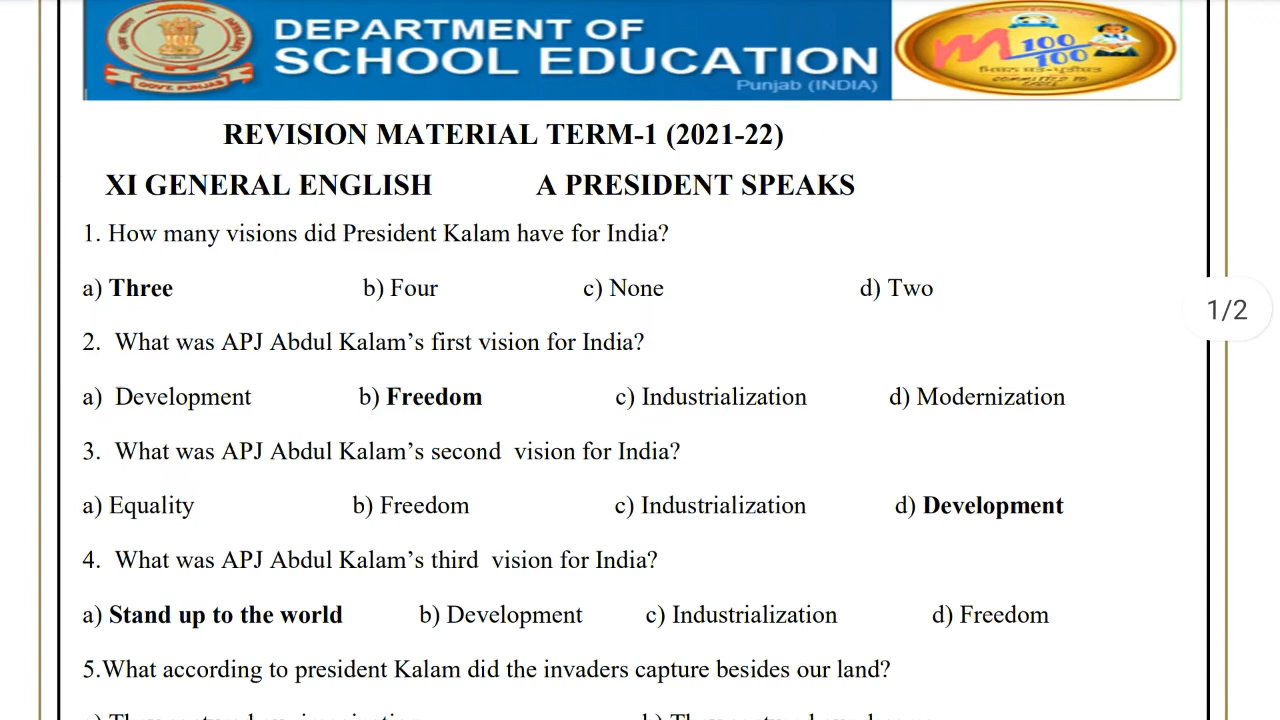 DEPARTMENT OF
SCHOOL EDUCATION
Punjab (INDIA)
GOVT. PUNJAB
100
100
REVISION MATERIAL TERM-1 (2021-22)
XI GENERAL ENGLISH A PRESIDENT SPEAKS
1. How many visions did President Kalam have for India?
a) Three b) Four c) None d) Two
2. What was APJ Abdul Kalam’s first vision for India?
a) Development b) Freedom c) Industrialization d) Modernization
1/2
3. What was APJ Abdul Kalam’s second vision for India?
a) Equality b) Freedom c) Industrialization d) Development
4. What was APJ Abdul Kalam’s third vision for India?
a) Stand up to the world b) Development c) Industrialization d) Freedom
5.What according to president Kalam did the invaders capture besides our land?